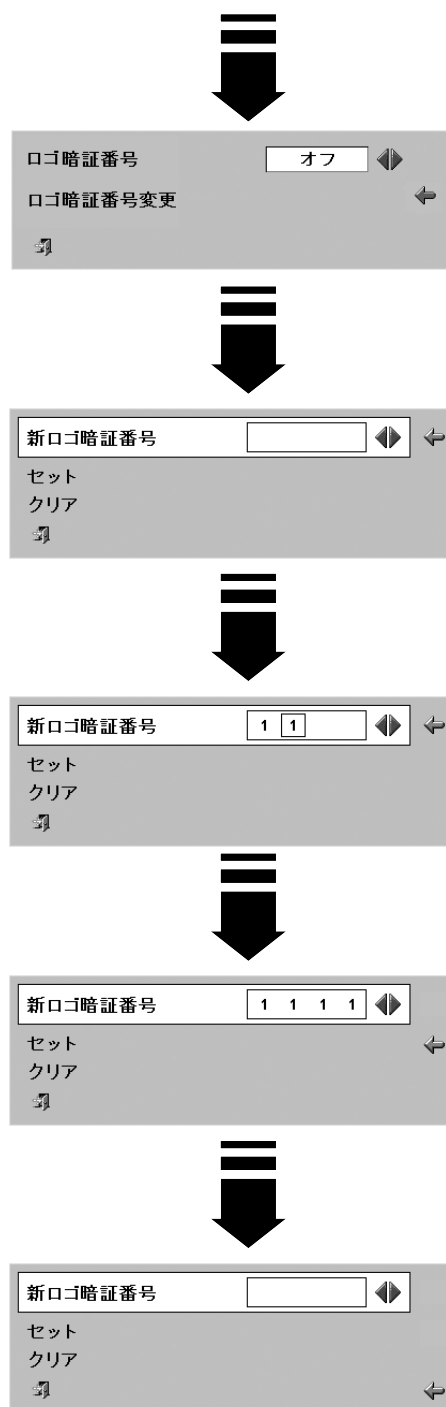 ロゴ暗証番号 オフ
ロゴ暗証番号変更
新ロゴ暗証番号
セット
クリア
新ロゴ暗証番号 1 1
セット
クリア
新ロゴ暗証番号 1 1 1 1
セット
クリア
新ロゴ暗証番号
セット
クリア